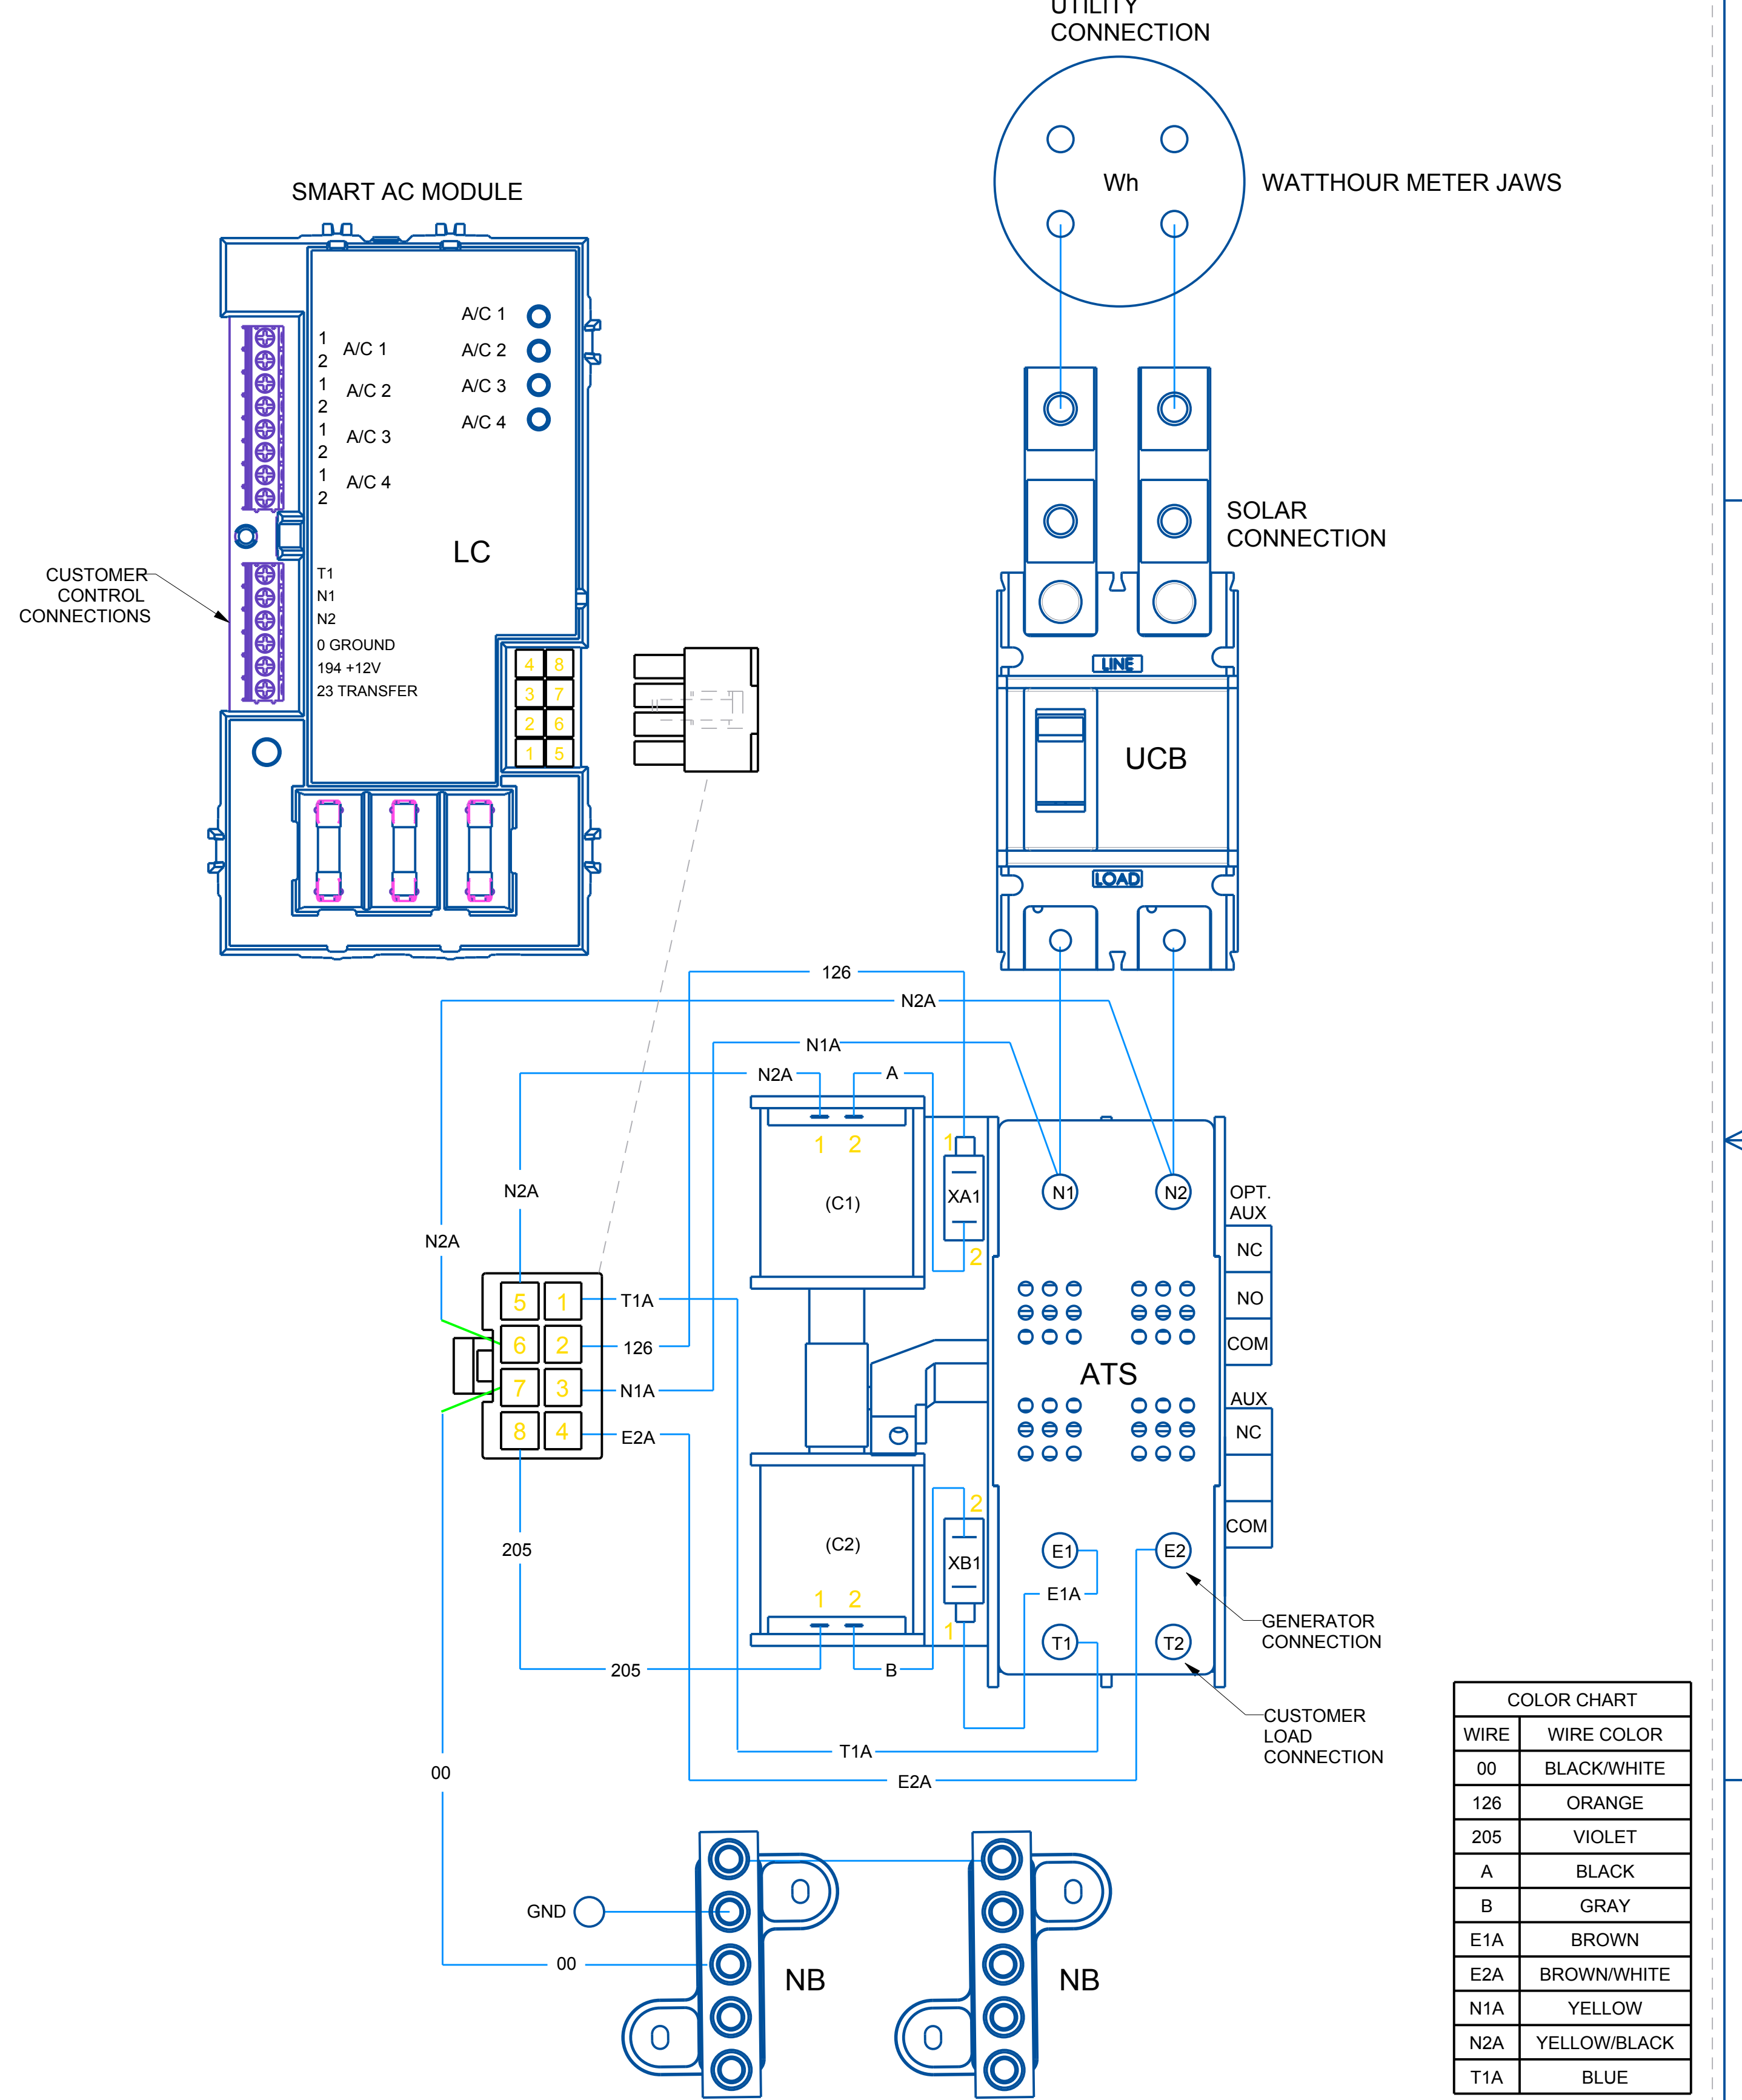 UTILITY
CONNECTION
Wh
WATTHOUR METER JAWS
SMART AC MODULE
A/C 1
A/C 2
A/C 3
A/C 4
1
2
A/C 1
1
2
A/C 2
1
2
A/C 3
1
2
A/C 4
LC
T1
N1
N2
0 GROUND
194 +12V
23 TRANSFER
CUSTOMER
CONTROL
CONNECTIONS
4 8
3 7
2 6
1 5
SOLAR
CONNECTION
LINE
UCB
LOAD
126
N2A
N1A
N2A
A
N2A
N2A
1 2
(C1)
1
XA1
2
N1
N2
OPT.
AUX
NC
NO
COM
ATS
AUX
NC
COM
5 1
6 2
7 3
8 4
T1A
126
N1A
E2A
205
(C2)
1 2
2
XB1
1
E1
E2
E1A
T1
T2
GENERATOR
CONNECTION
CUSTOMER
LOAD
CONNECTION
205
B
T1A
E2A
00
GND
00
NB
NB
COLOR CHART
WIRE WIRE COLOR
00 BLACK/WHITE
126 ORANGE
205 VIOLET
A BLACK
B GRAY
E1A BROWN
E2A BROWN/WHITE
N1A YELLOW
N2A YELLOW/BLACK
T1A BLUE